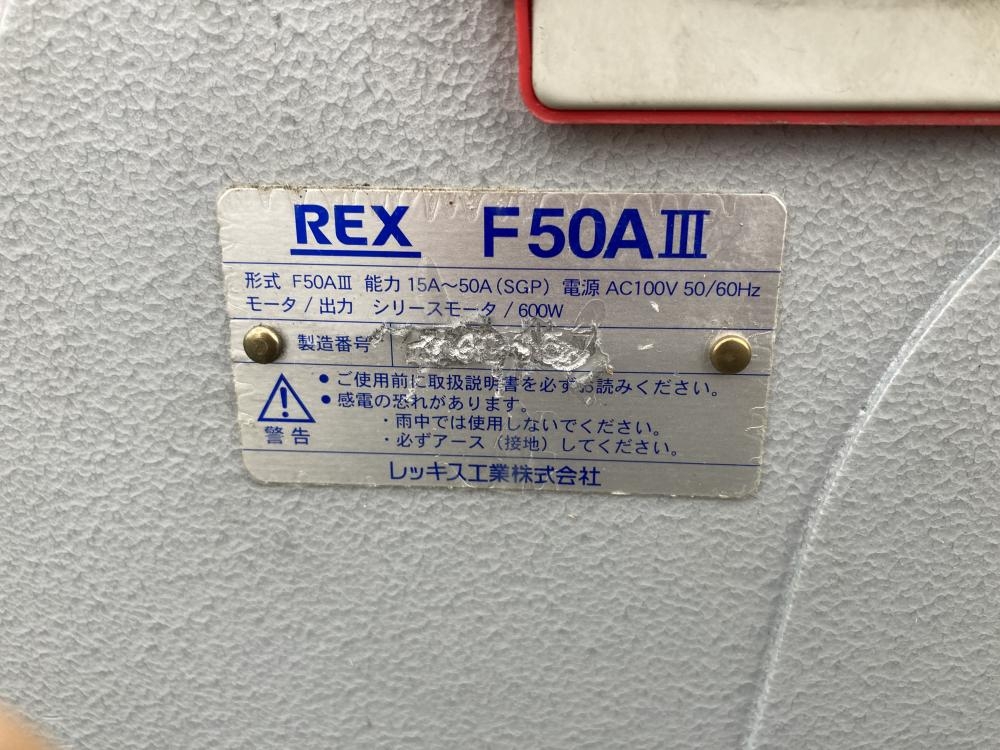 REX F50AⅢ
形式 F50AⅢ 能力 15A～50A(SGP) 電源 AC100V 50/60Hz
モータ/出力 シリースモータ/600W
製造番号
● ご使用前に取扱説明書を必ずお読みください。
● 感電の恐れがあります。
・雨中では使用しないでください。
警告
・必ずアース(接地)してください。
レッキス工業株式会社